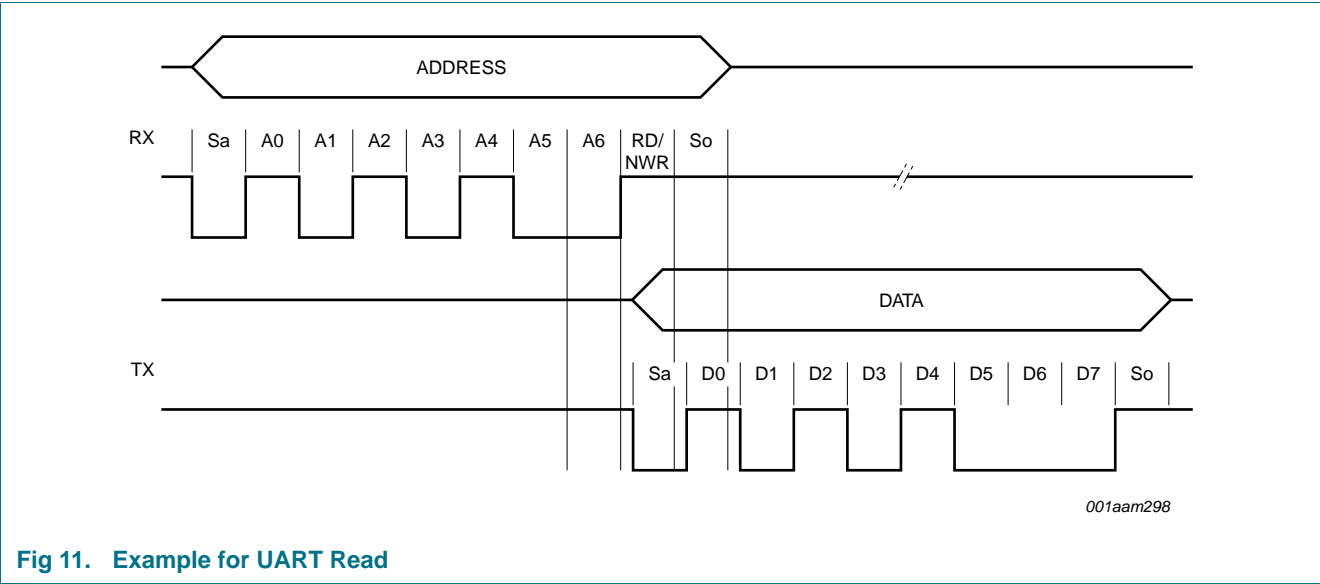 ADDRESS
RX Sa A0 A1 A2 A3 A4 A5 A6 RD/ So
NWR
DATA
TX Sa D0 D1 D2 D3 D4 D5 D6 D7 So
001aam298
Fig 11. Example for UART Read